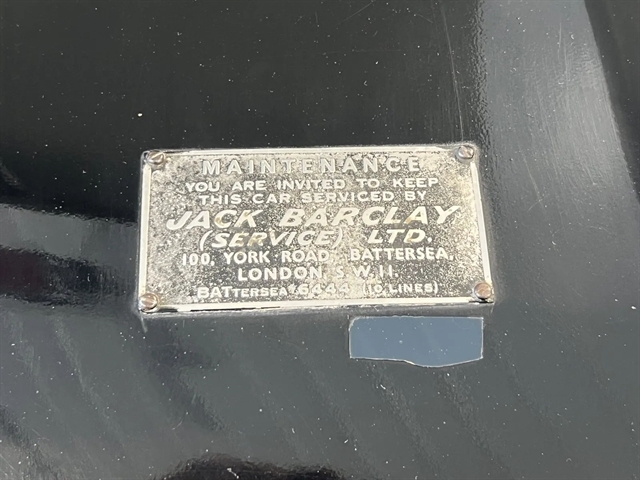 MAINTENANCE
YOU ARE INVITED TO KEEP
THIS CAR SERVICED BY
JACK BARCLAY
(SERVICE) LTD.
100, YORK ROAD, BATTERSEA,
LONDON, S.W.11.
BATTERSEA 6444 (10 LINES)